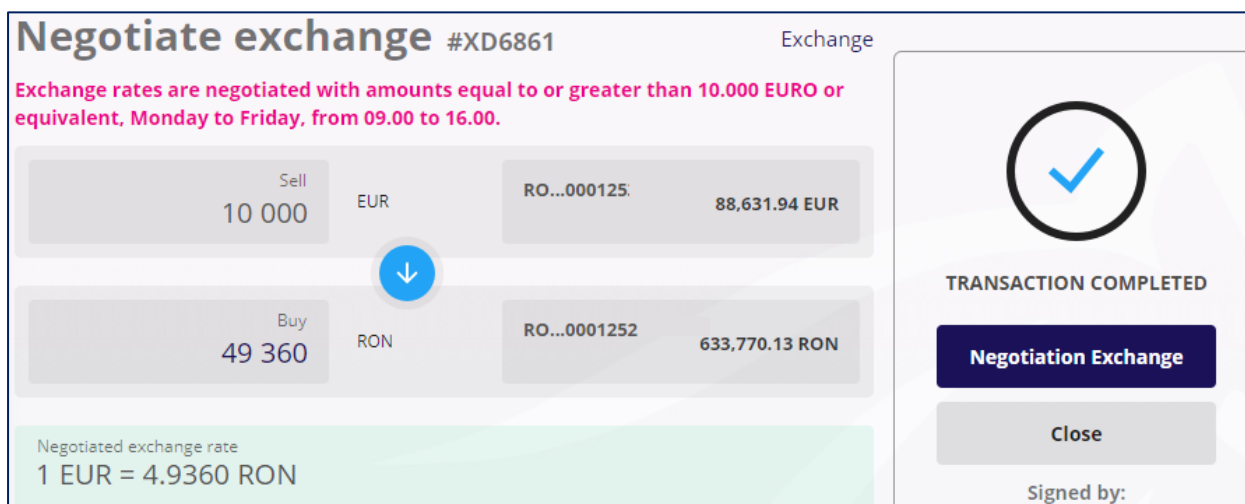 Negotiate exchange #XD6861
Exchange
Exchange rates are negotiated with amounts equal to or greater than 10.000 EURO or
equivalent, Monday to Friday, from 09.00 to 16.00.
Sell
10 000
EUR
RO...000125
88,631.94 EUR
Buy
49 360
RON
RO...0001252
633,770.13 RON
Negotiated exchange rate
1 EUR = 4.9360 RON
TRANSACTION COMPLETED
Negotiation Exchange
Close
Signed by: